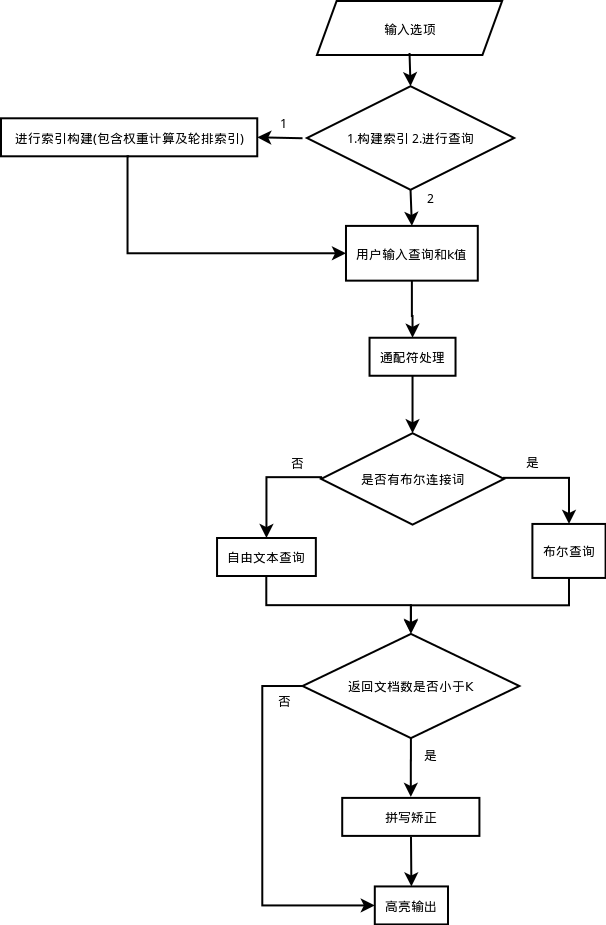 输入选项
1
进行索引构建(包含权重计算及轮排索引)
1.构建索引 2.进行查询
2
用户输入查询和k值
通配符处理
否
是否有布尔连接词
是
自由文本查询
布尔查询
返回文档数是否小于K
否
是
拼写矫正
高亮输出